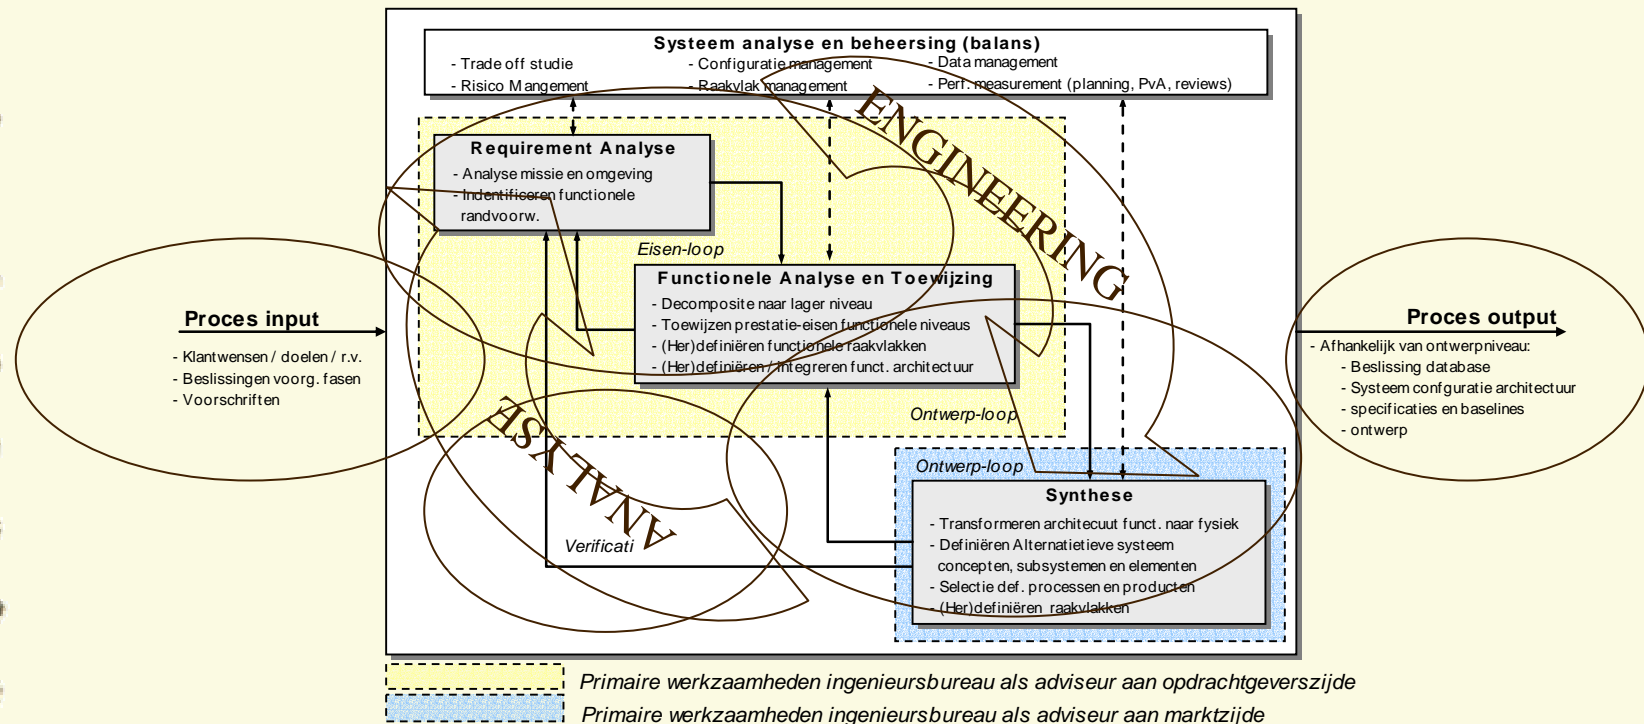 Systeem analyse en beheersing (balans)
- Trade off studie
- Risico Mangement
- Configuratie management
- Raakvlak management
- Data management
- Perf. measurement (planning, PvA, reviews)
ENGINEERING
Requirement Analyse
- Analyse missie en omgeving
- Indentificeren functionele
randvoorw.
Eisen-loop
Functionele Analyse en Toewijzing
- Decomposite naar lager niveau
- Toewijzen prestatie-eisen functionele niveaus
- (Her)definiëren functionele raakvlakken
- (Her)definiëren / integreren funct. architectuur
Proces input
- Klantwensen / doelen / r.v.
- Beslissingen voorg. fasen
- Voorschriften
Proces output
- Afhankelijk van ontwerpniveau:
- Beslissing database
- Systeem confguratie architectuur
- specificaties en baselines
- ontwerp
Ontwerp-loop
ANALYSE
Verificati
Ontwerp-loop
Synthese
- Transformeren architecuut funct. naar fysiek
- Definiëren Alternatietieve systeem
concepten, subsystemen en elementen
- Selectie def. processen en producten
- (Her)definiëren raakvlakken
Primaire werkzaamheden ingenieursbureau als adviseur aan opdrachtgeverszijde
Primaire werkzaamheden ingenieursbureau als adviseur aan marktzijde